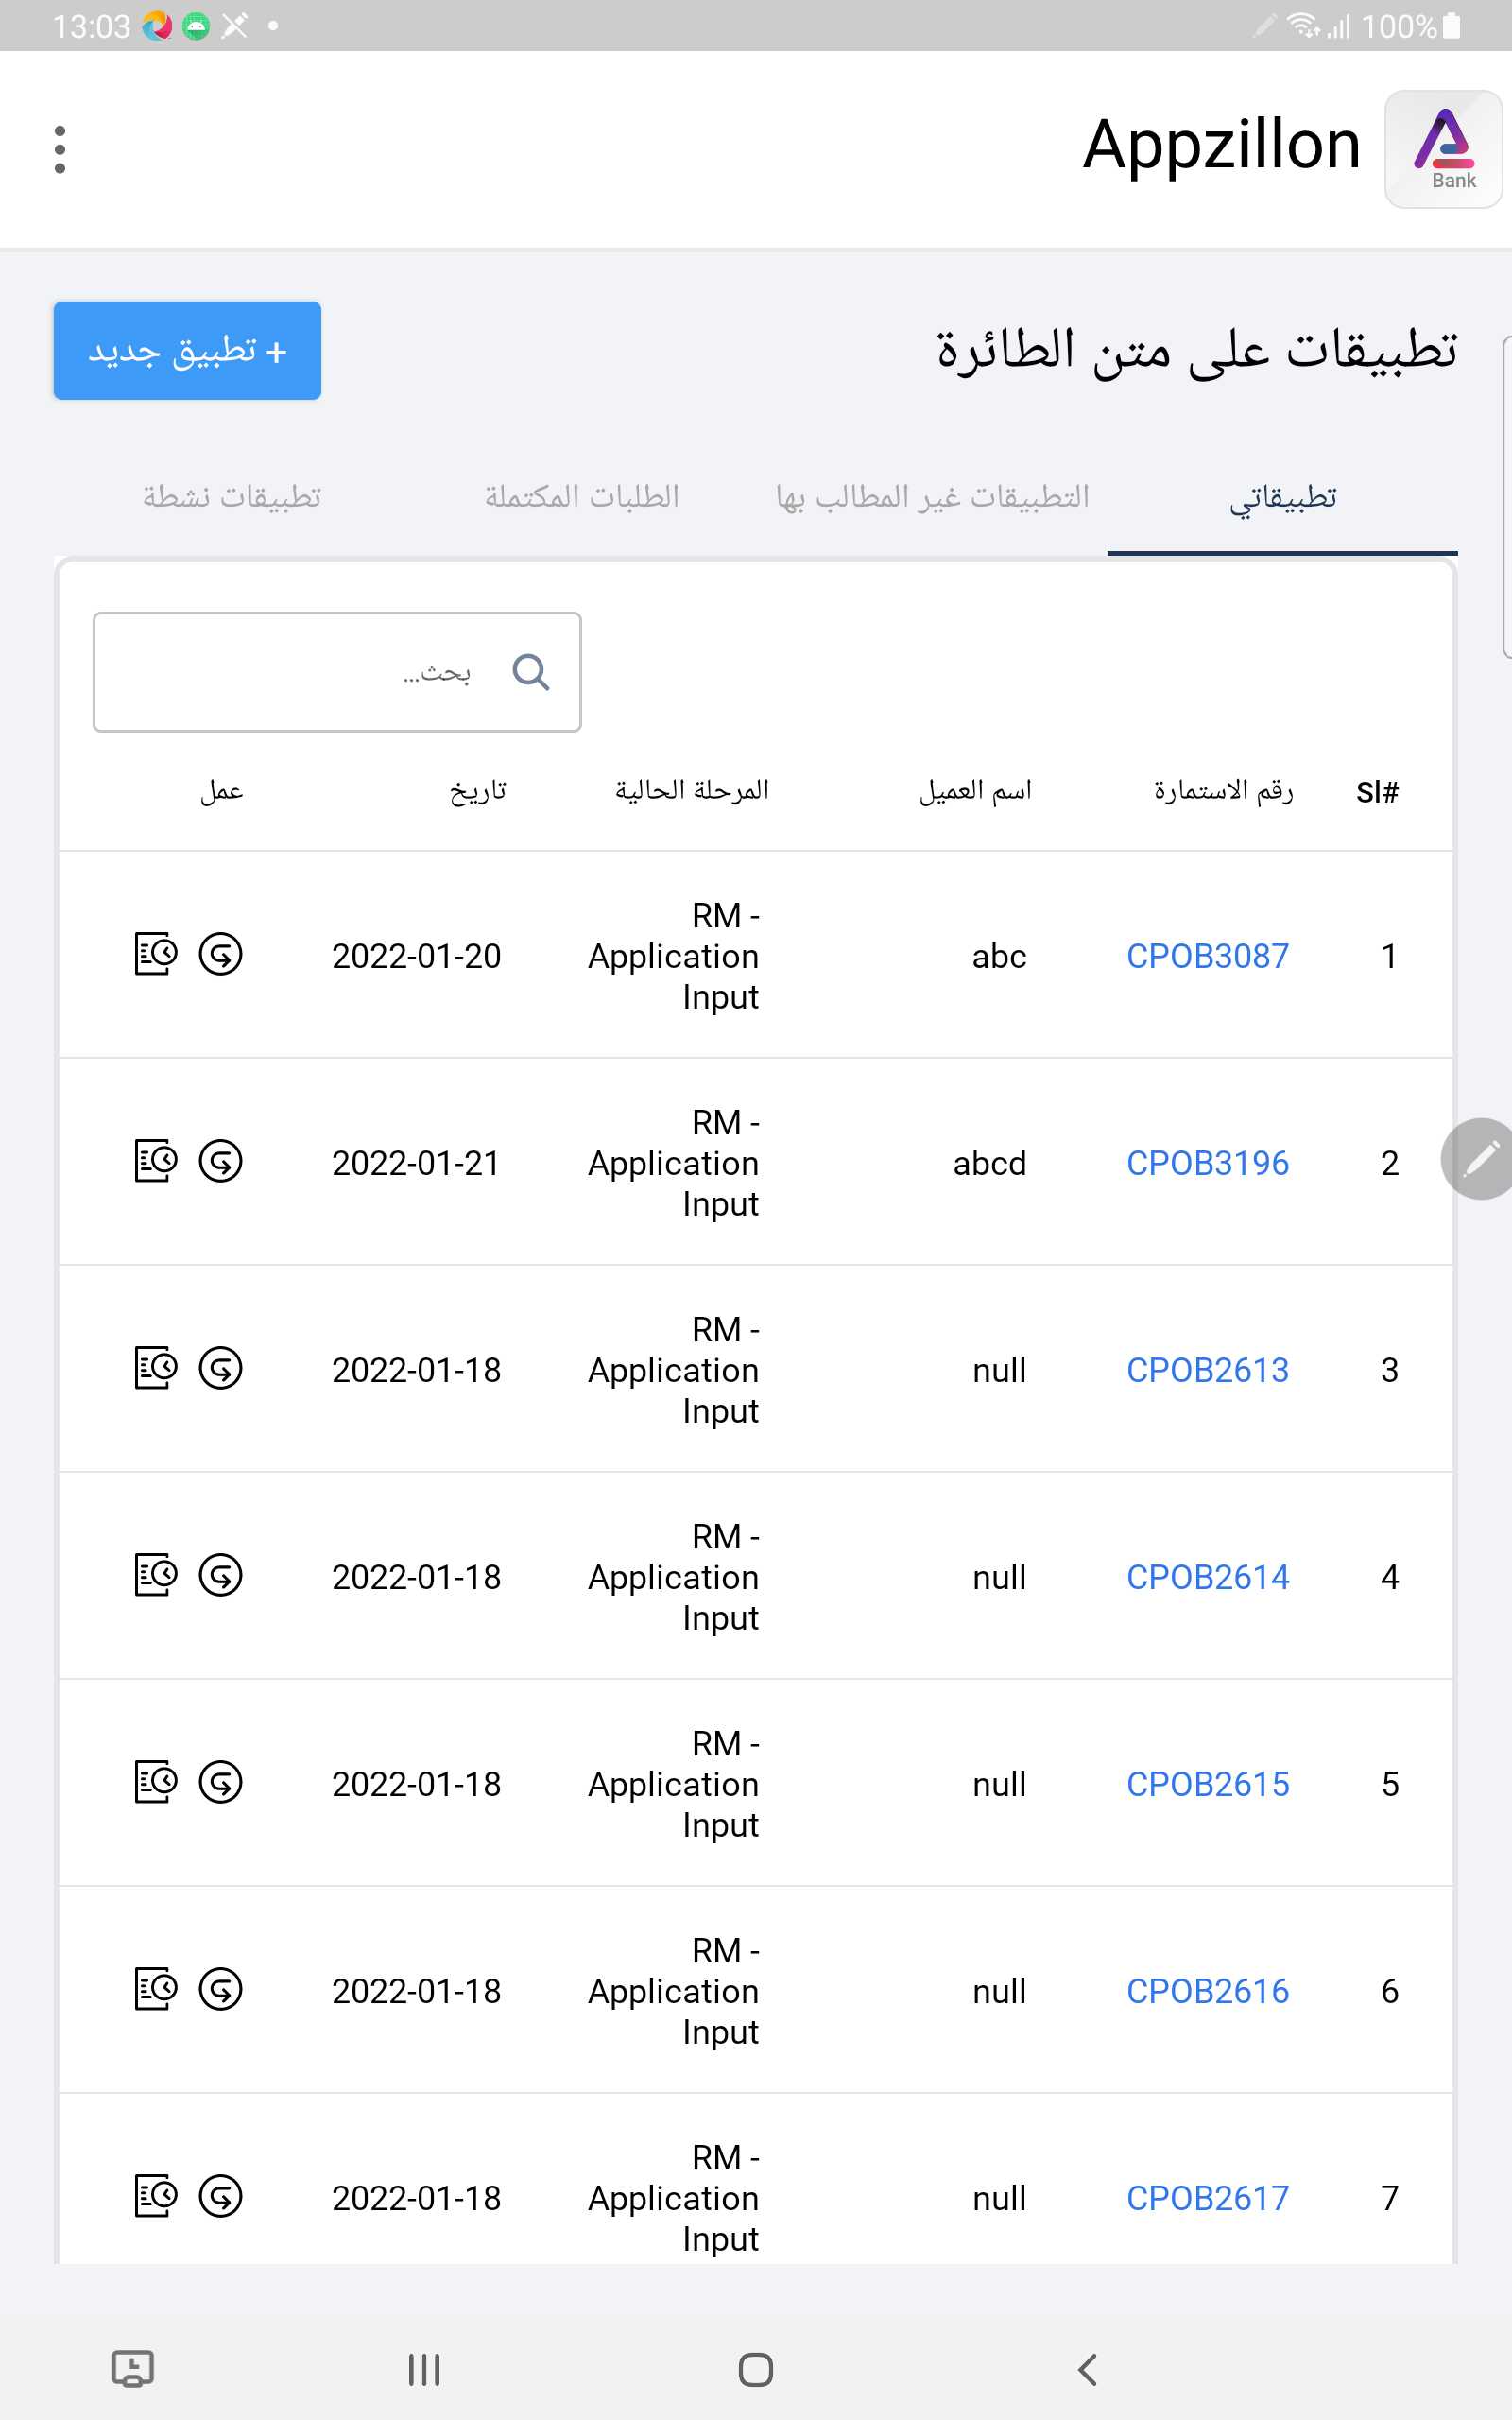 13:03
100%
Appzillon
Bank
تطبيقات على متن الطائرة
+ تطبيق جديد
تطبيقاتي
التطبيقات غير المطالب بها
الطلبات المكتملة
تطبيقات نشطة
بحث...
Sl# رقم الاستمارة اسم العميل المرحلة الحالية تاريخ عمل
1 CPOB3087 abc RM - Application Input 2022-01-20
2 CPOB3196 abcd RM - Application Input 2022-01-21
3 CPOB2613 null RM - Application Input 2022-01-18
4 CPOB2614 null RM - Application Input 2022-01-18
5 CPOB2615 null RM - Application Input 2022-01-18
6 CPOB2616 null RM - Application Input 2022-01-18
7 CPOB2617 null RM - Application Input 2022-01-18